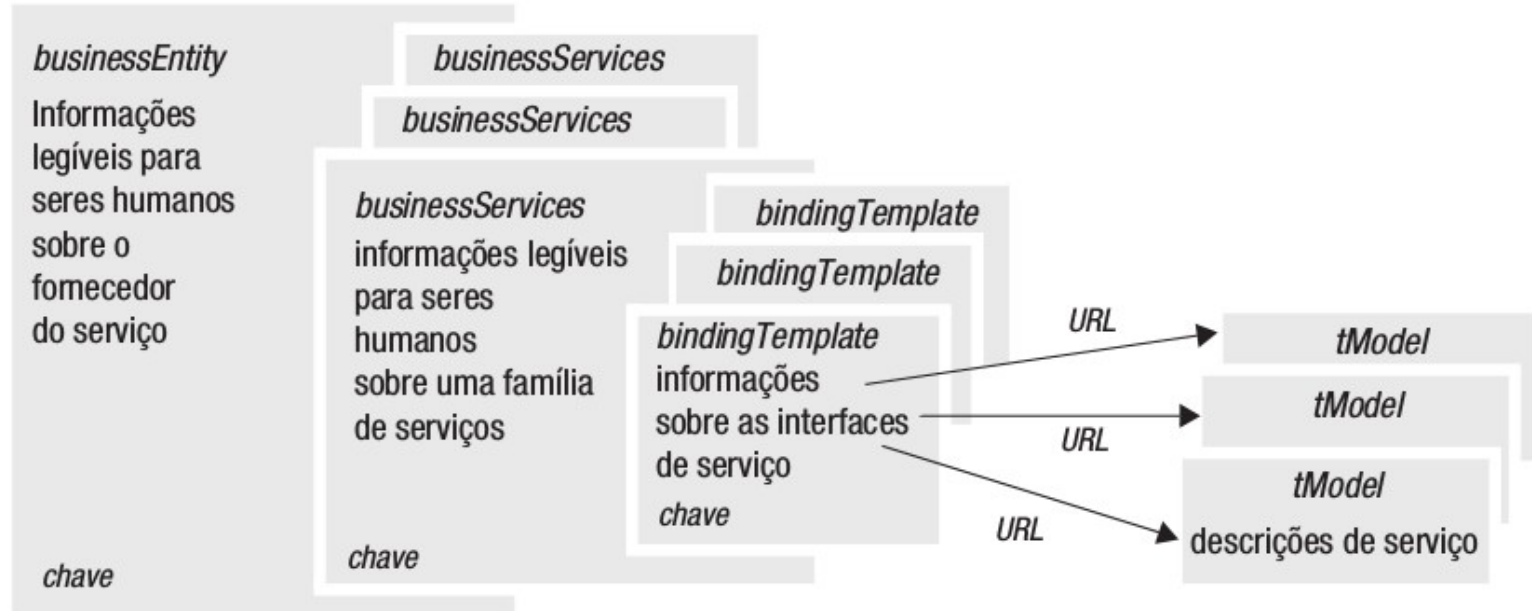 businessEntity
Informações
legíveis para
seres humanos
sobre o
fornecedor
do serviço
chave
businessServices
businessServices
businessServices
informações legíveis
para seres
humanos
sobre uma família
de serviços
chave
bindingTemplate
bindingTemplate
bindingTemplate
informações
sobre as interfaces
de serviço
chave
URL
URL
URL
tModel
tModel
tModel
descrições de serviço